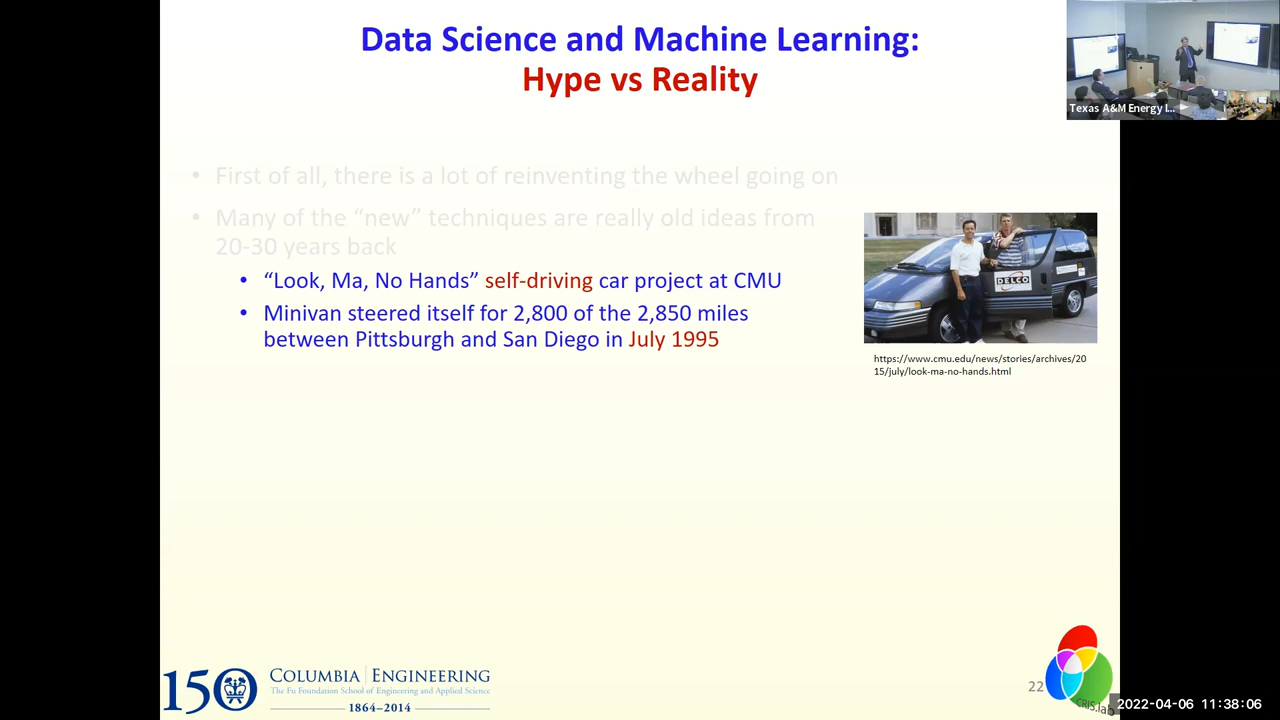 Data Science and Machine Learning:
Hype vs Reality
Texas A&M Energy I...
• First of all, there is a lot of reinventing the wheel going on
• Many of the “new” techniques are really old ideas from
20-30 years back
• “Look, Ma, No Hands” self-driving car project at CMU
• Minivan steered itself for 2,800 of the 2,850 miles
between Pittsburgh and San Diego in July 1995
DELCO
https://www.cmu.edu/news/stories/archives/20
15/july/look-ma-no-hands.html
150
COLUMBIA | ENGINEERING
The Fu Foundation School of Engineering and Applied Science
1864–2014
22
CRIS.lab
2022-04-06 11:38:06